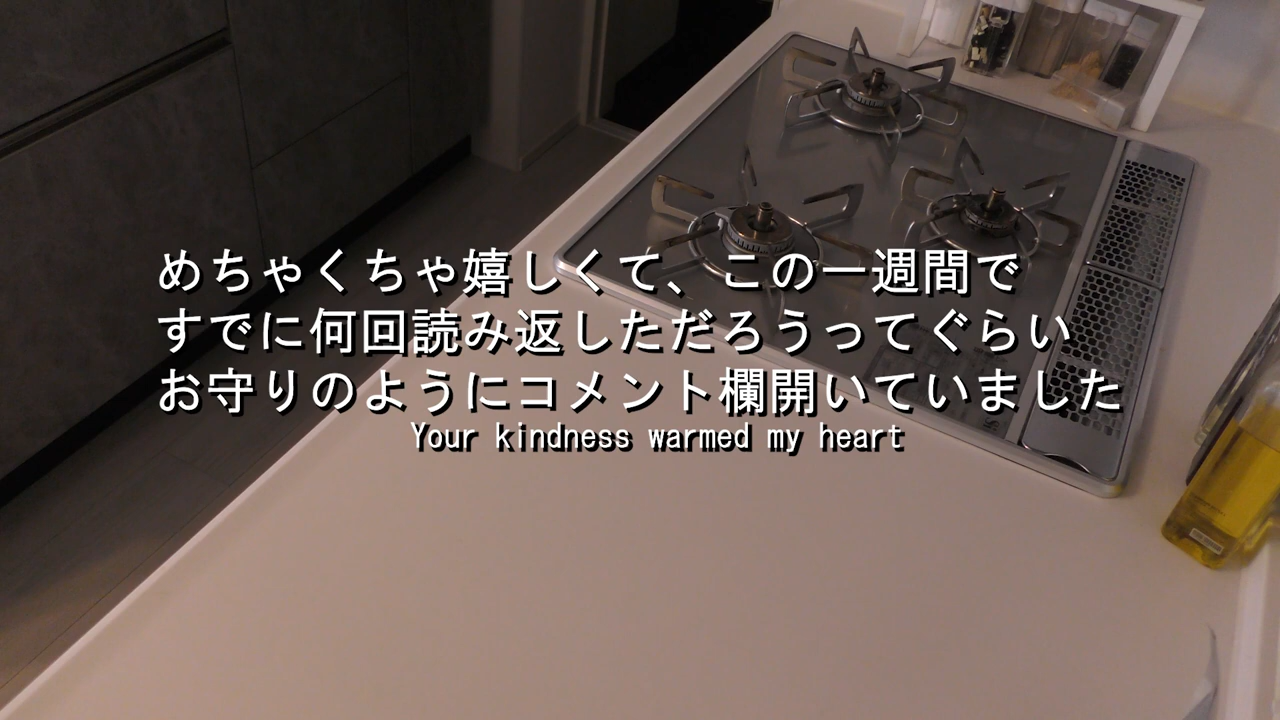 めちゃくちゃ嬉しくて、この一週間で
すでに何回読み返しただろうってぐらい
お守りのようにコメント欄開いていました
Your kindness warmed my heart